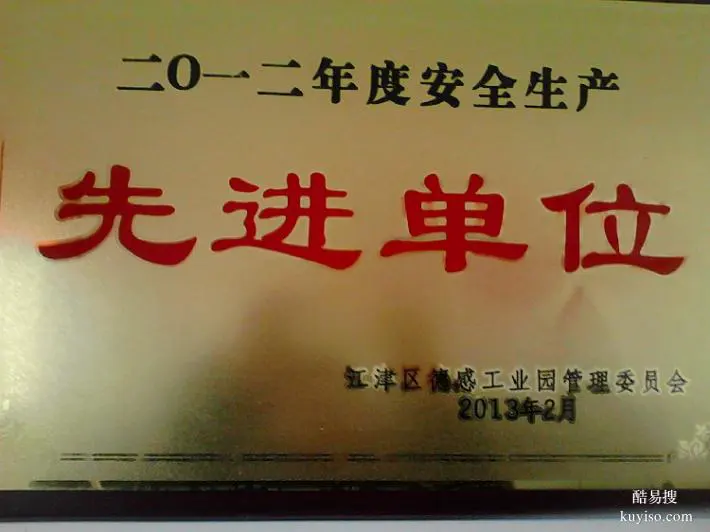 二〇一二年度安全生产
先进单位
江津区德感工业园管理委员会
2013年2月
酷易搜
kuyiso.com